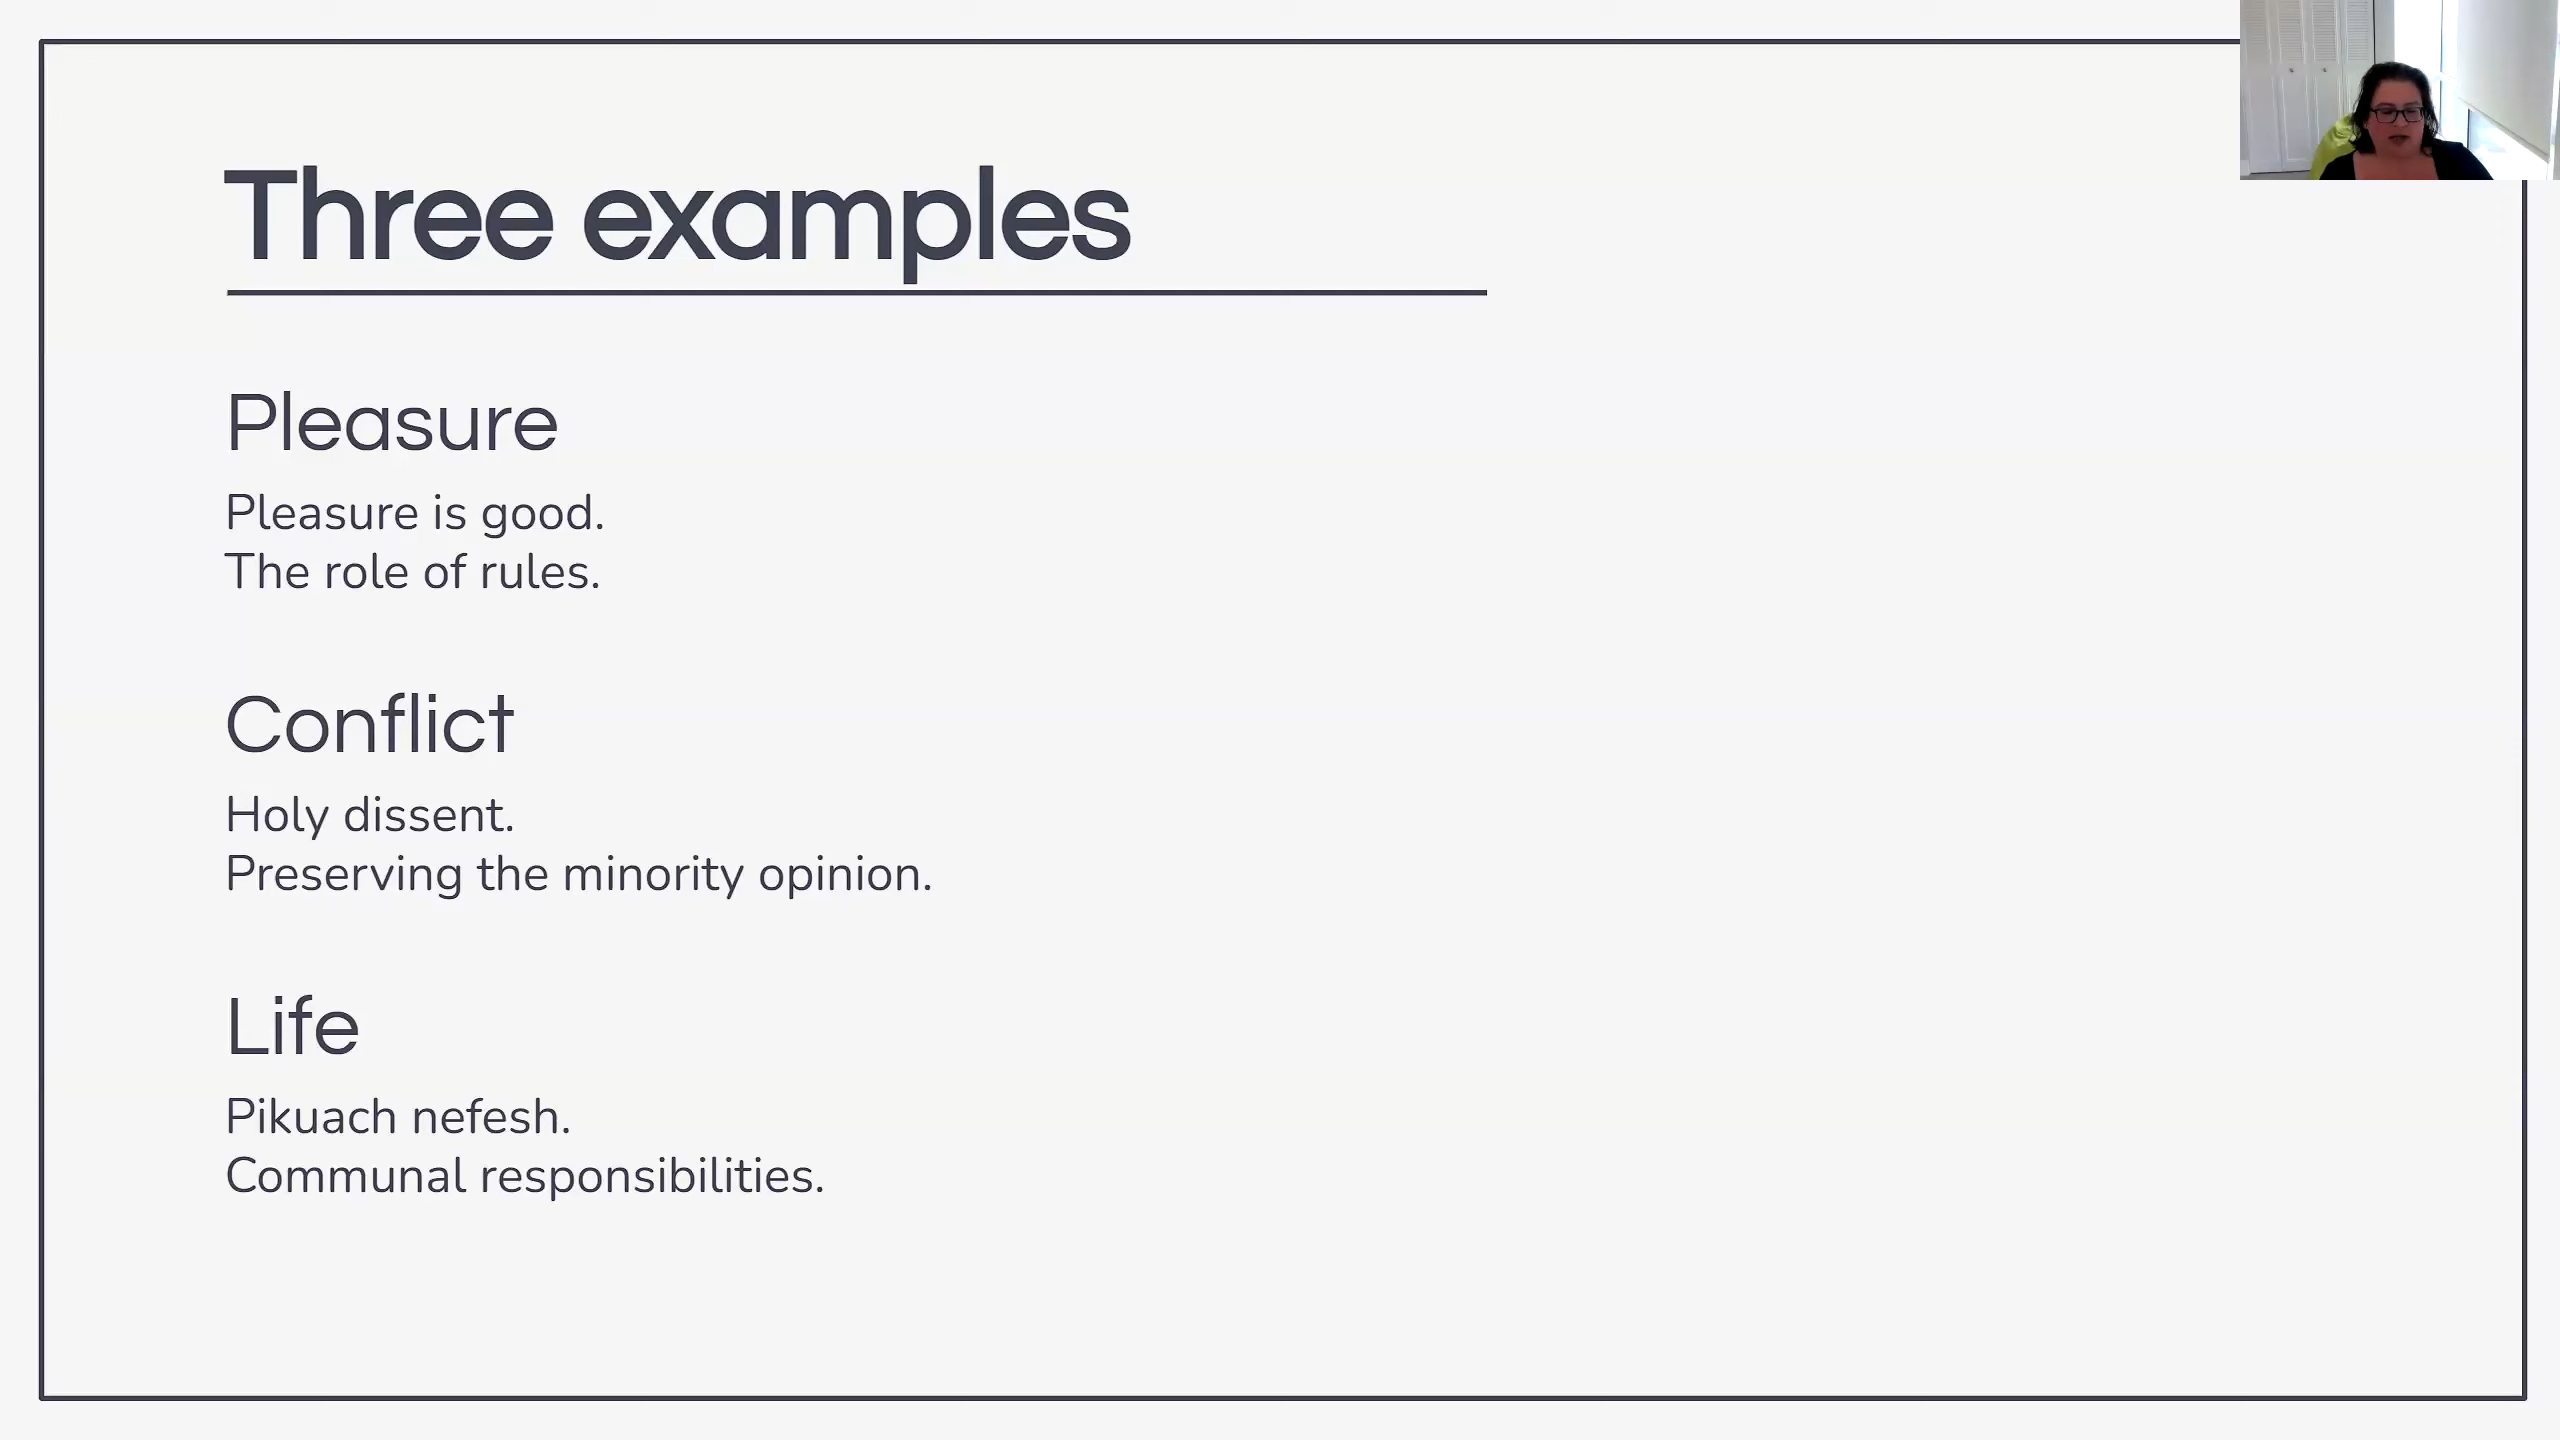 Three examples
Pleasure
Pleasure is good.
The role of rules.
Conflict
Holy dissent.
Preserving the minority opinion.
Life
Pikuach nefesh.
Communal responsibilities.